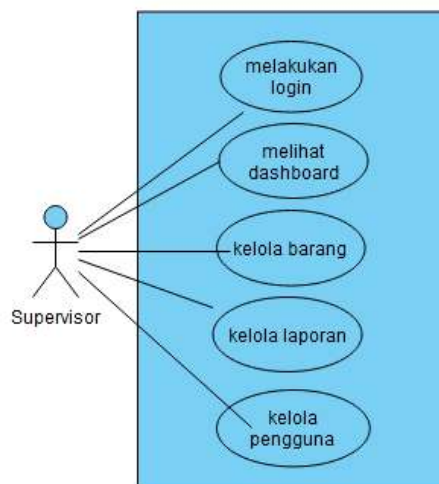 melakukan
login
melihat
dashboard
kelola barang
Supervisor
kelola laporan
kelola
pengguna